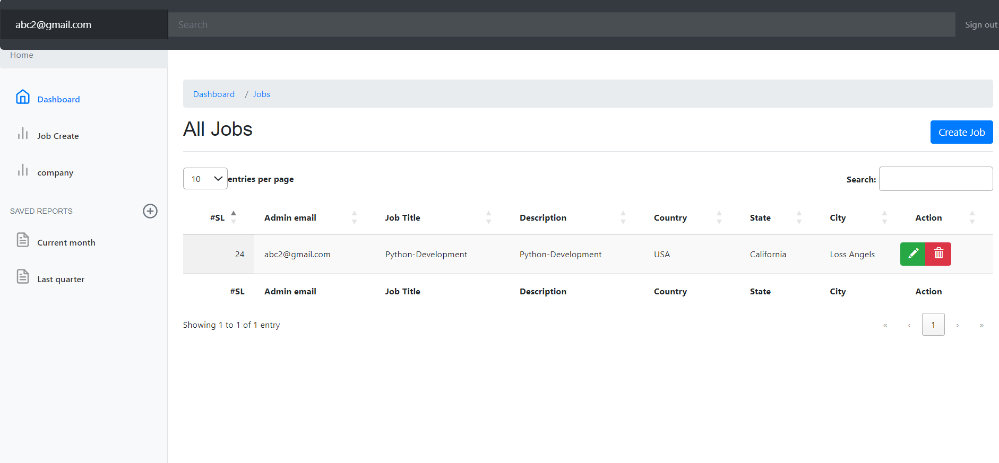 abc2@gmail.com Search Sign out
Home
Dashboard
Job Create
company
SAVED REPORTS
Current month
Last quarter
Dashboard / Jobs
All Jobs
Create Job
10 entries per page Search:
#SL Admin email Job Title Description Country State City Action
24 abc2@gmail.com Python-Development Python-Development USA California Loss Angels
#SL Admin email Job Title Description Country State City Action
Showing 1 to 1 of 1 entry
« ‹ 1 › »